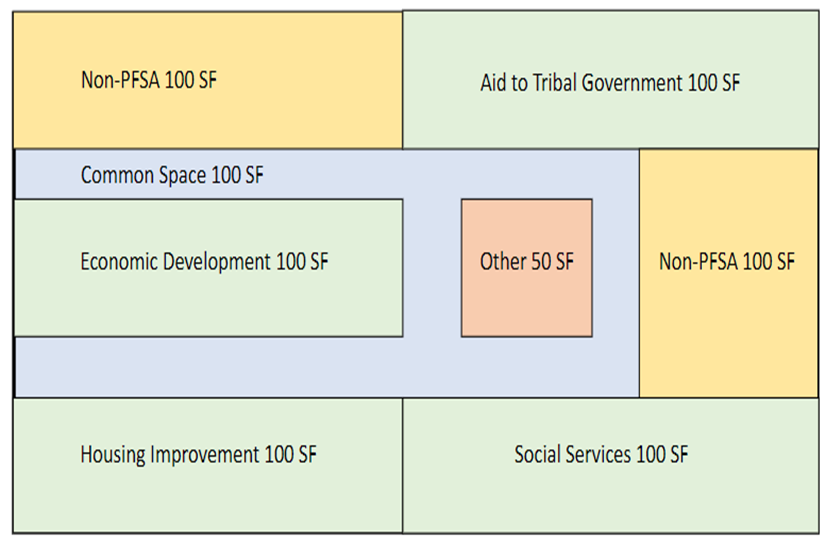 Non-PFSA 100 SF
Aid to Tribal Government 100 SF
Common Space 100 SF
Economic Development 100 SF
Other 50 SF
Non-PFSA 100 SF
Housing Improvement 100 SF
Social Services 100 SF